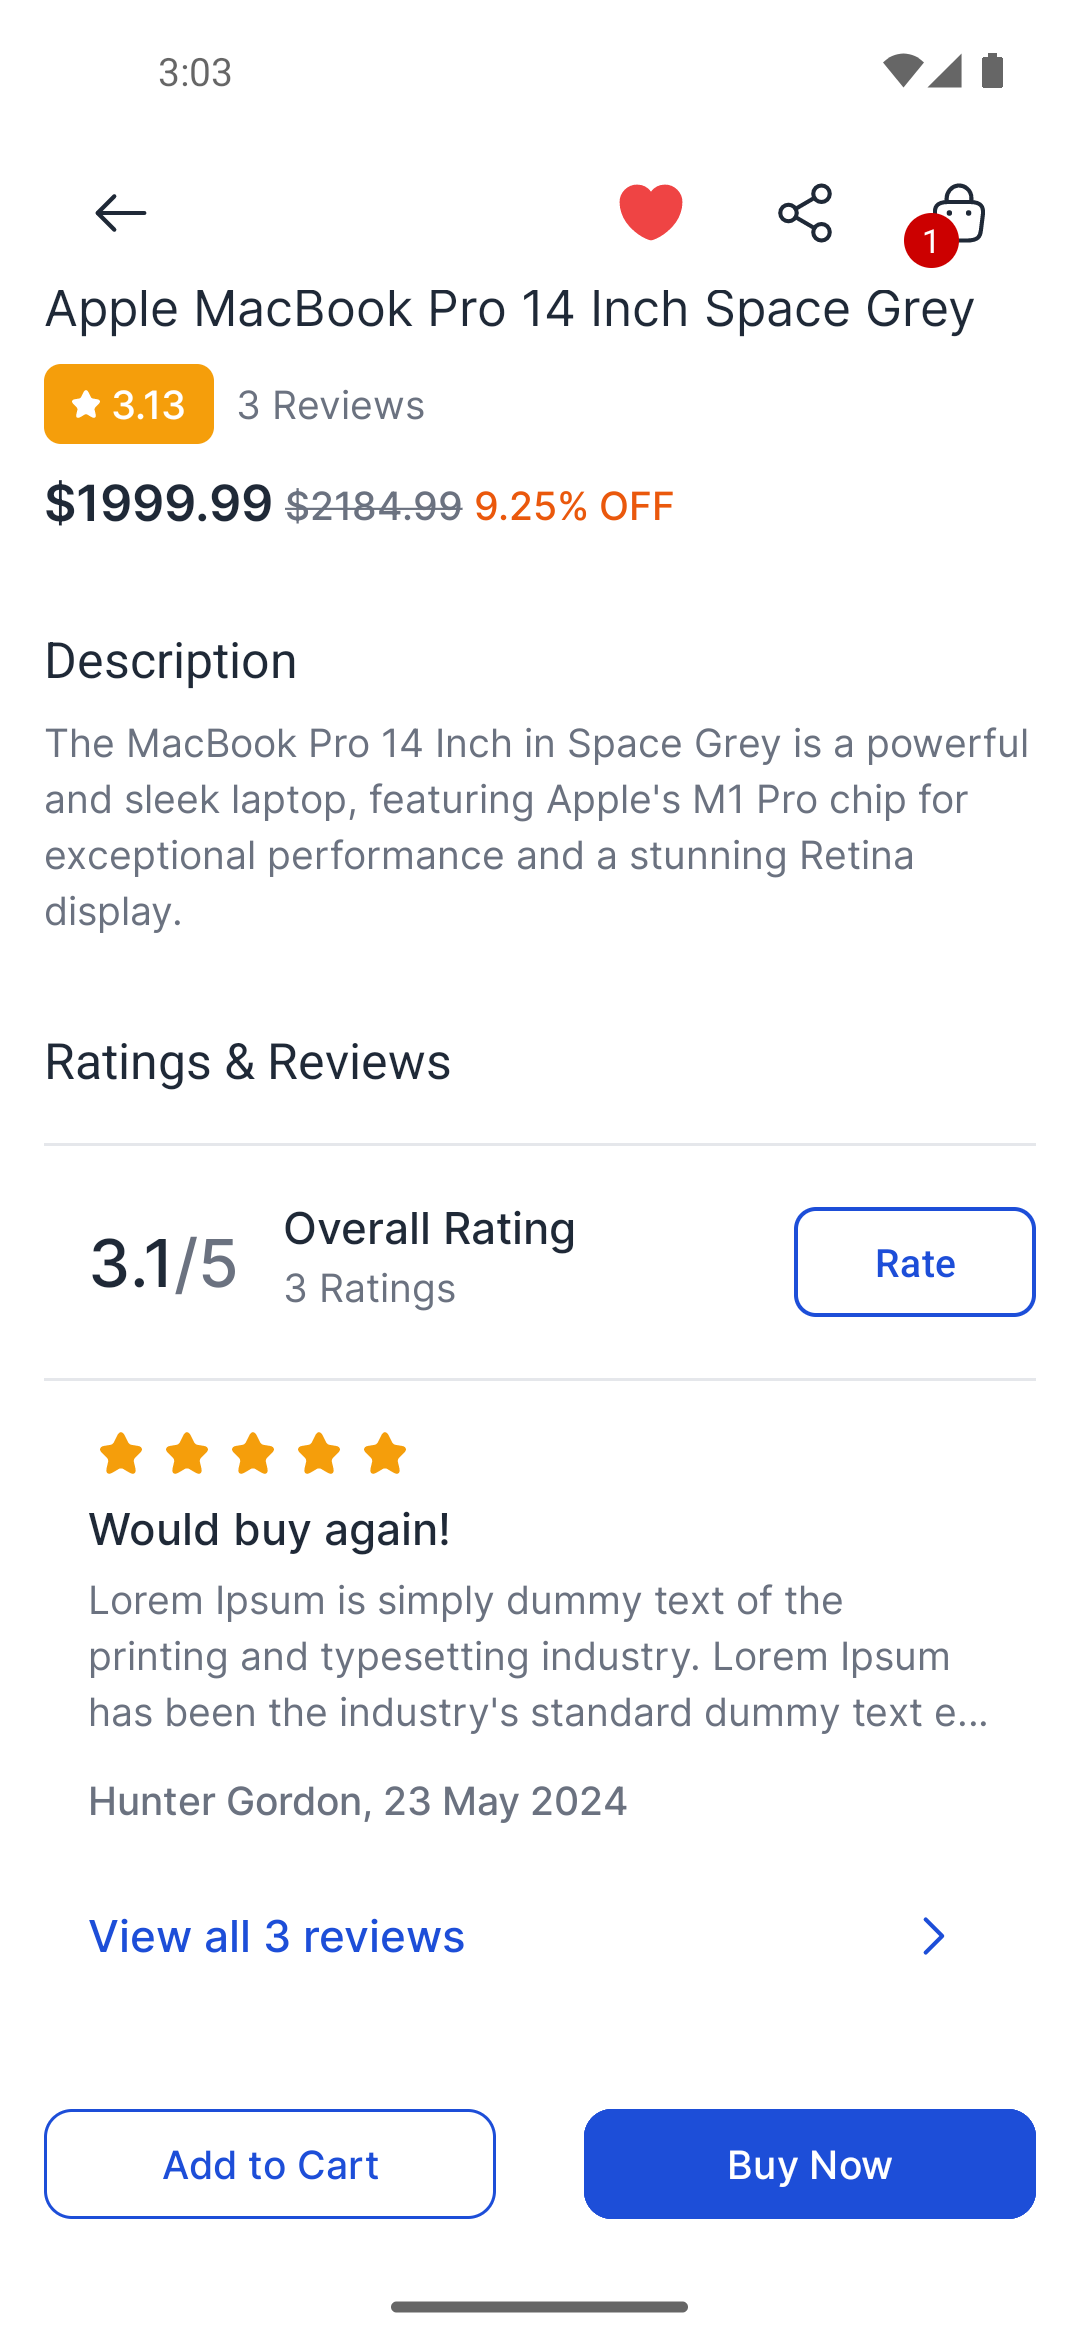 3:03
1
Apple MacBook Pro 14 Inch Space Grey
3.13 3 Reviews
$1999.99 $2184.99 9.25% OFF
Description
The MacBook Pro 14 Inch in Space Grey is a powerful
and sleek laptop, featuring Apple's M1 Pro chip for
exceptional performance and a stunning Retina
display.
Ratings & Reviews
3.1/5
Overall Rating
3 Ratings
Rate
Would buy again!
Lorem Ipsum is simply dummy text of the
printing and typesetting industry. Lorem Ipsum
has been the industry's standard dummy text e...
Hunter Gordon, 23 May 2024
View all 3 reviews
Add to Cart
Buy Now